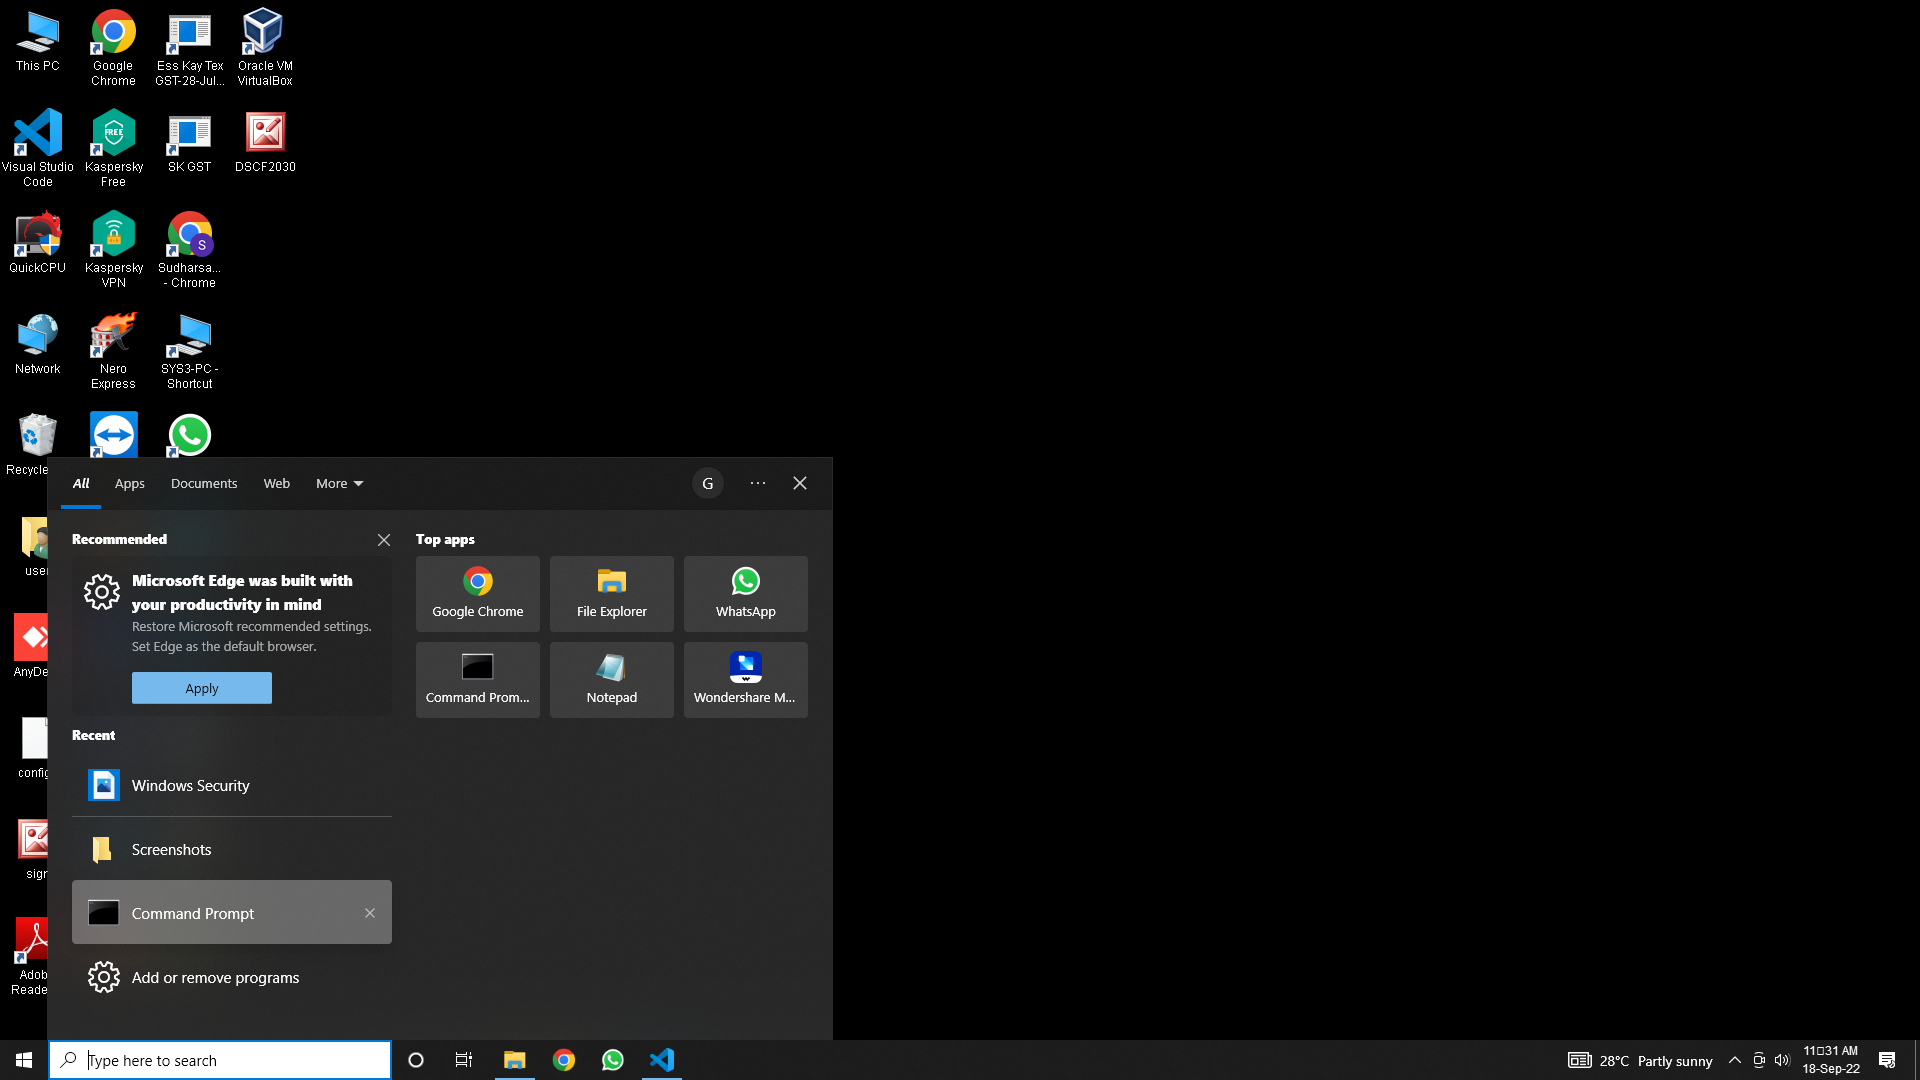 This PC
Google
Chrome
Ess Kay Tex
GST-28-Jul...
Oracle VM
VirtualBox
Visual Studio
Code
Kaspersky
Free
FREE
SK GST
DSCF2030
QuickCPU
Kaspersky
VPN
S
Sudharsa...
- Chrome
Network
Nero
Express
SYS3-PC -
Shortcut
Recycle
user
AnyDe
config
sign
Adob
Reade
All
Apps
Documents
Web
More
G
Recommended
Microsoft Edge was built with
your productivity in mind
Restore Microsoft recommended settings.
Set Edge as the default browser.
Apply
Recent
Windows Security
Screenshots
Command Prompt
Add or remove programs
Top apps
Google Chrome
File Explorer
WhatsApp
Command Prom...
Notepad
Wondershare M...
Type here to search
28°C Partly sunny
11□31 AM
18-Sep-22